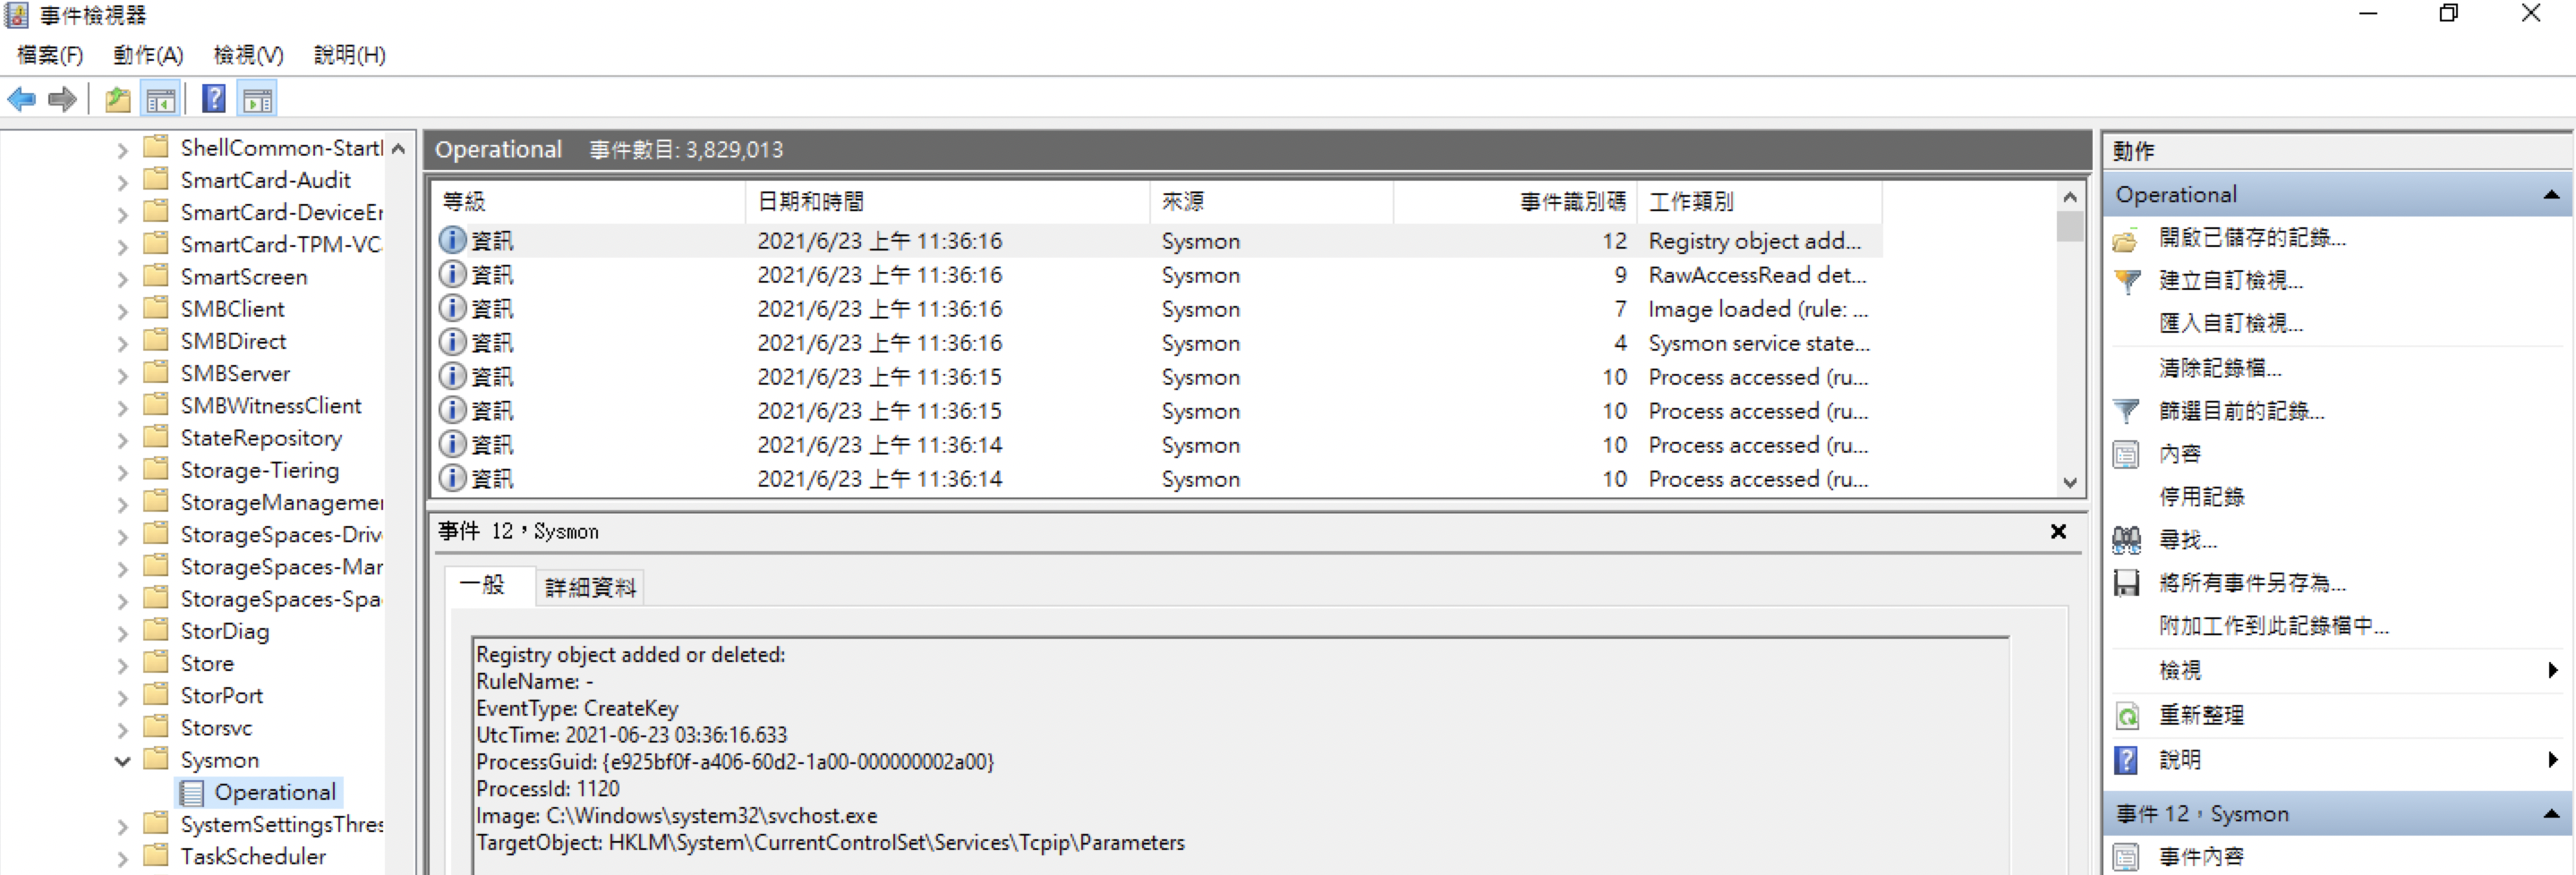 事件檢視器
檔案(F) 動作(A) 檢視(V) 說明(H)
ShellCommon-Startl
SmartCard-Audit
SmartCard-DeviceEr
SmartCard-TPM-VC
SmartScreen
SMBClient
SMBDirect
SMBServer
SMBWitnessClient
StateRepository
Storage-Tiering
StorageManagemer
StorageSpaces-Driv
StorageSpaces-Mar
StorageSpaces-Spa
StorDiag
Store
StorPort
Storsvc
Sysmon
Operational
SystemSettingsThres
TaskScheduler
Operational 事件數目: 3,829,013
等級 日期和時間 來源 事件識別碼 工作類別
資訊 2021/6/23 上午 11:36:16 Sysmon 12 Registry object add...
資訊 2021/6/23 上午 11:36:16 Sysmon 9 RawAccessRead det...
資訊 2021/6/23 上午 11:36:16 Sysmon 7 Image loaded (rule: ...
資訊 2021/6/23 上午 11:36:16 Sysmon 4 Sysmon service state...
資訊 2021/6/23 上午 11:36:15 Sysmon 10 Process accessed (ru...
資訊 2021/6/23 上午 11:36:15 Sysmon 10 Process accessed (ru...
資訊 2021/6/23 上午 11:36:14 Sysmon 10 Process accessed (ru...
資訊 2021/6/23 上午 11:36:14 Sysmon 10 Process accessed (ru...
事件 12，Sysmon
一般 詳細資料
Registry object added or deleted:
RuleName: -
EventType: CreateKey
UtcTime: 2021-06-23 03:36:16.633
ProcessGuid: {e925bf0f-a406-60d2-1a00-000000002a00}
ProcessId: 1120
Image: C:\Windows\system32\svchost.exe
TargetObject: HKLM\System\CurrentControlSet\Services\Tcpip\Parameters
動作
Operational
開啟已儲存的記錄...
建立自訂檢視...
匯入自訂檢視...
清除記錄檔...
篩選目前的記錄...
內容
停用記錄
尋找...
將所有事件另存為...
附加工作到此記錄檔中...
檢視
重新整理
說明
事件 12，Sysmon
事件內容